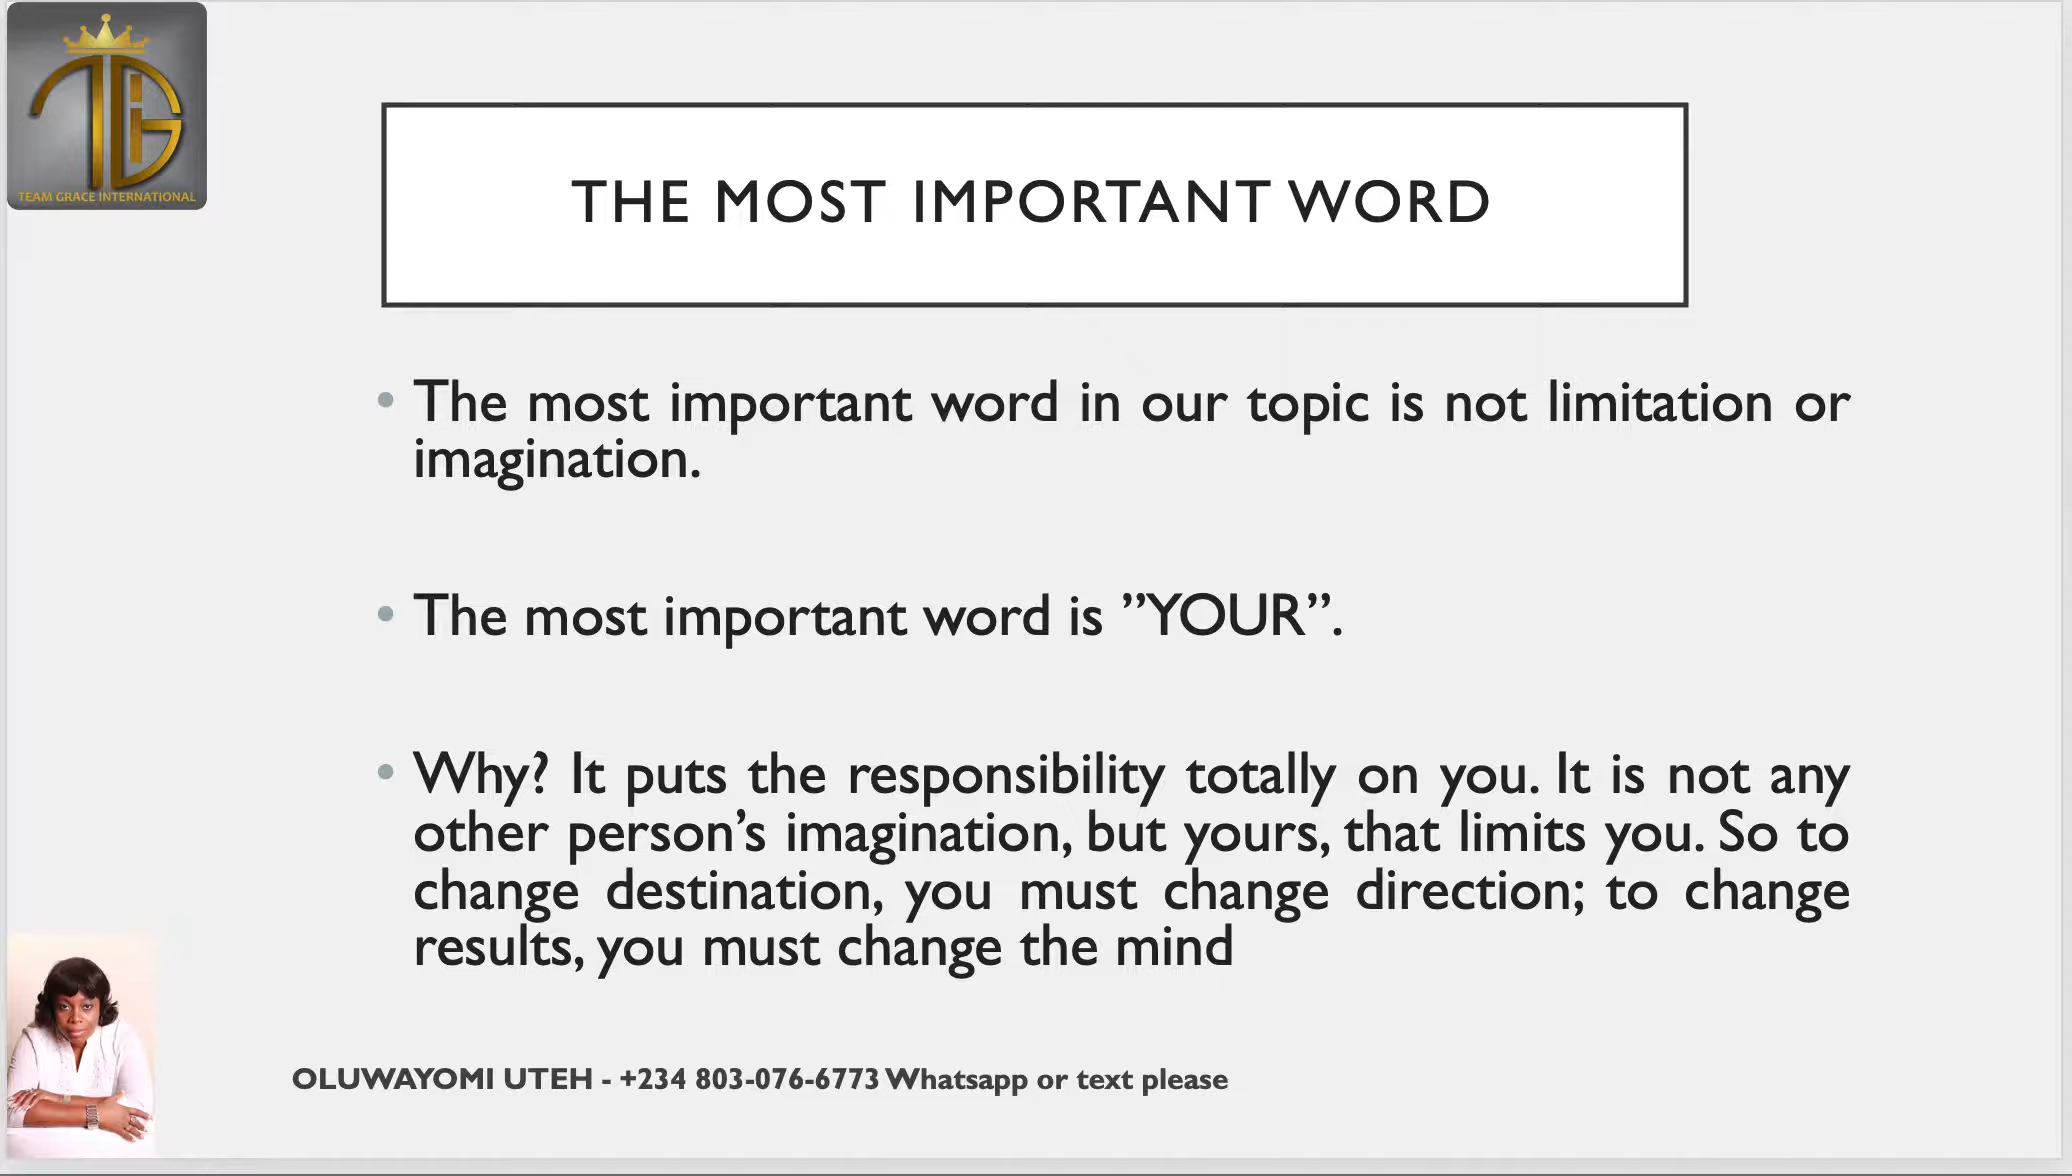 TEAM GRACE INTERNATIONAL
THE MOST IMPORTANT WORD
• The most important word in our topic is not limitation or
imagination.
• The most important word is ”YOUR”.
• Why? It puts the responsibility totally on you. It is not any
other person’s imagination, but yours, that limits you. So to
change destination, you must change direction; to change
results, you must change the mind
OLUWAYOMI UTEH - +234 803-076-6773 Whatsapp or text please